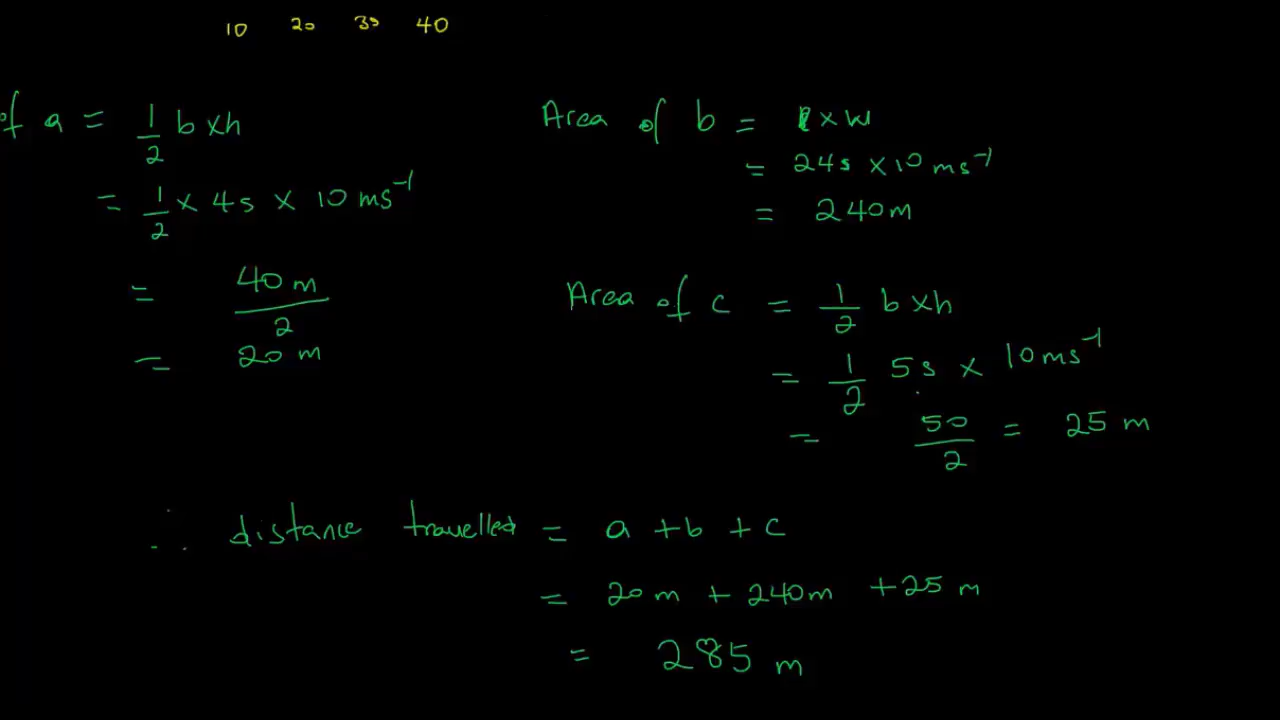 10 20 30 40
of a = 1/2 b x h
= 1/2 x 4s x 10 ms⁻¹
= 40 m / 2
= 20 m
Area of b = l x w
= 24s x 10 ms⁻¹
= 240m
Area of c = 1/2 b x h
= 1/2 5s x 10 ms⁻¹
= 50/2 = 25 m
∴ distance travelled = a + b + c
= 20 m + 240 m + 25 m
= 285 m